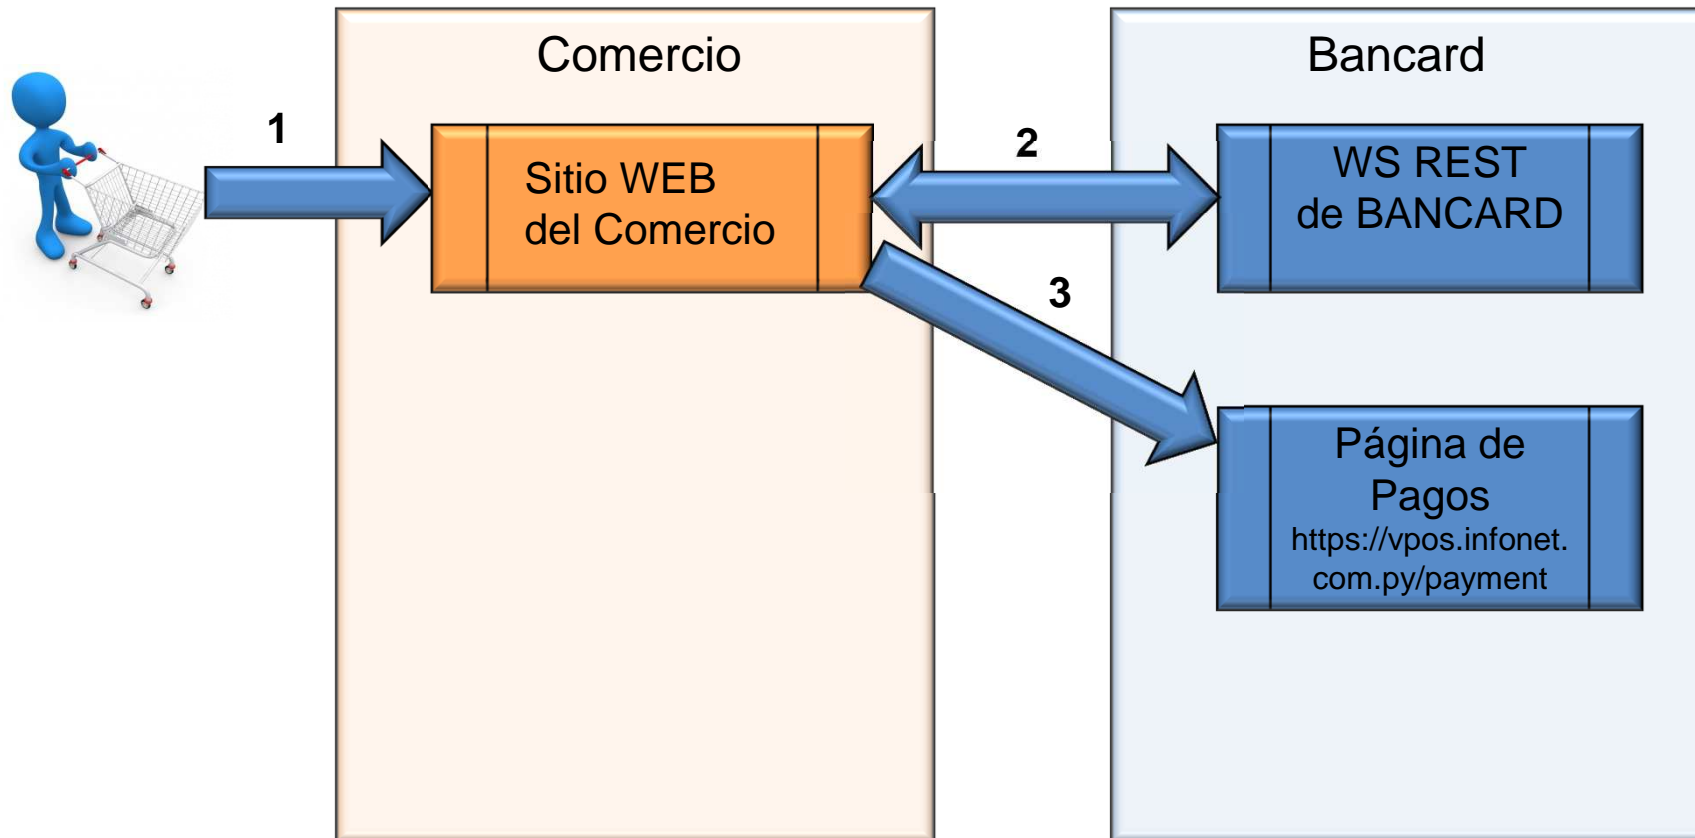 Comercio
Bancard
1
Sitio WEB
del Comercio
2
WS REST
de BANCARD
3
Página de
Pagos
https://vpos.infonet.
com.py/payment